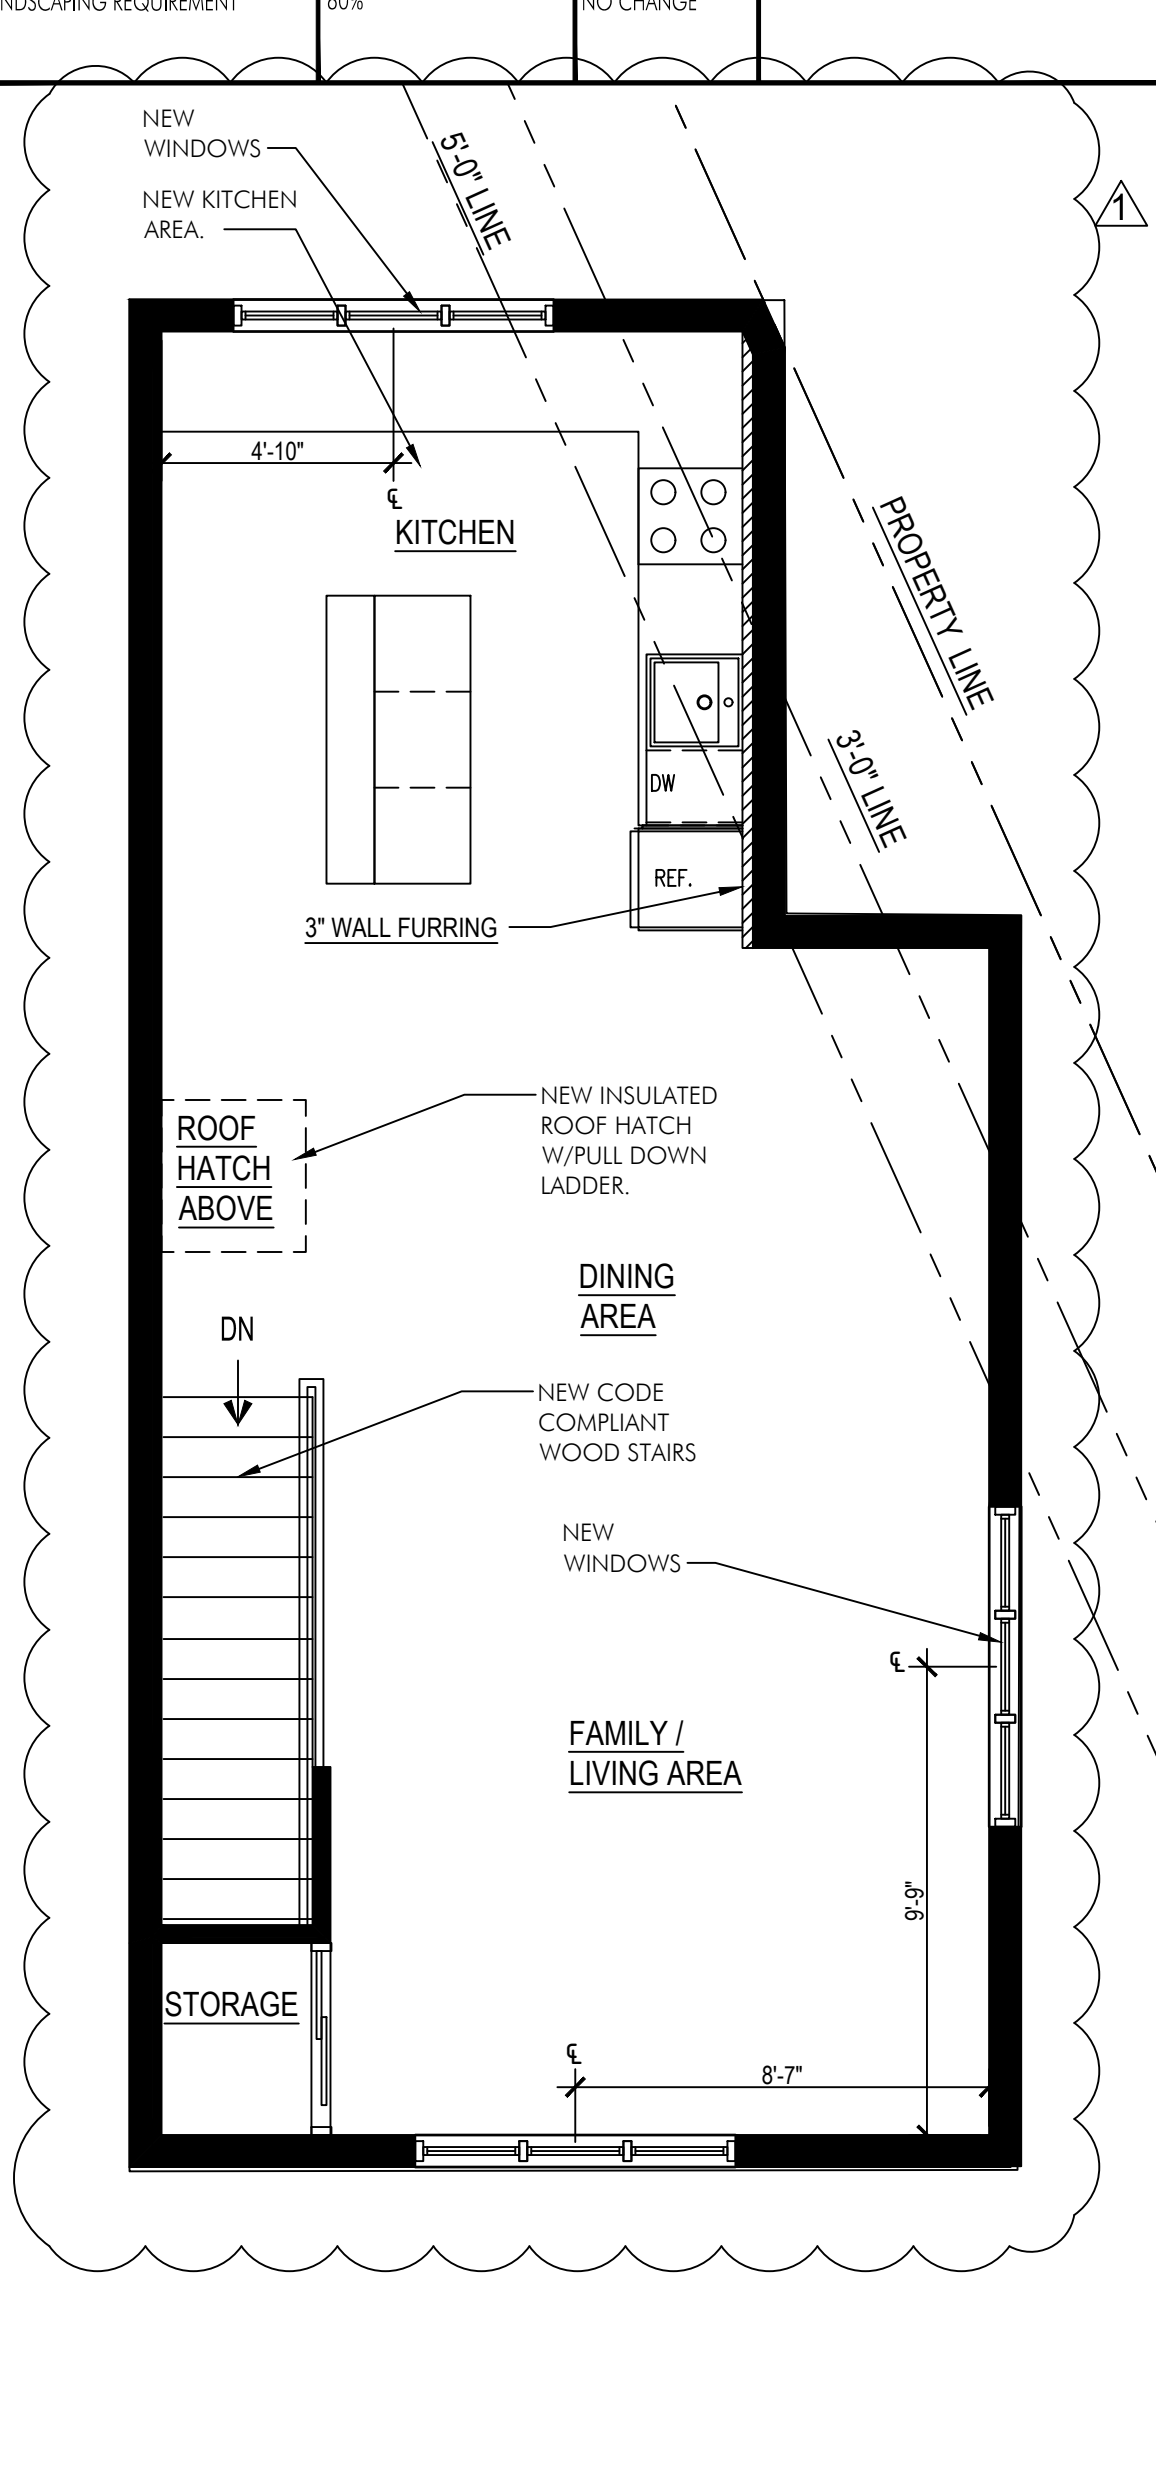 REQUIREMENT
60%
NO CHANGE
NEW
WINDOWS
NEW KITCHEN
AREA.
5'-0" LINE
1
4'-10"
℄
KITCHEN
PROPERTY LINE
3'-0" LINE
DW
REF.
3" WALL FURRING
ROOF
HATCH
ABOVE
NEW INSULATED
ROOF HATCH
W/PULL DOWN
LADDER.
DINING
AREA
DN
NEW CODE
COMPLIANT
WOOD STAIRS
NEW
WINDOWS
℄
FAMILY /
LIVING AREA
9'-9"
STORAGE
℄
8'-7"